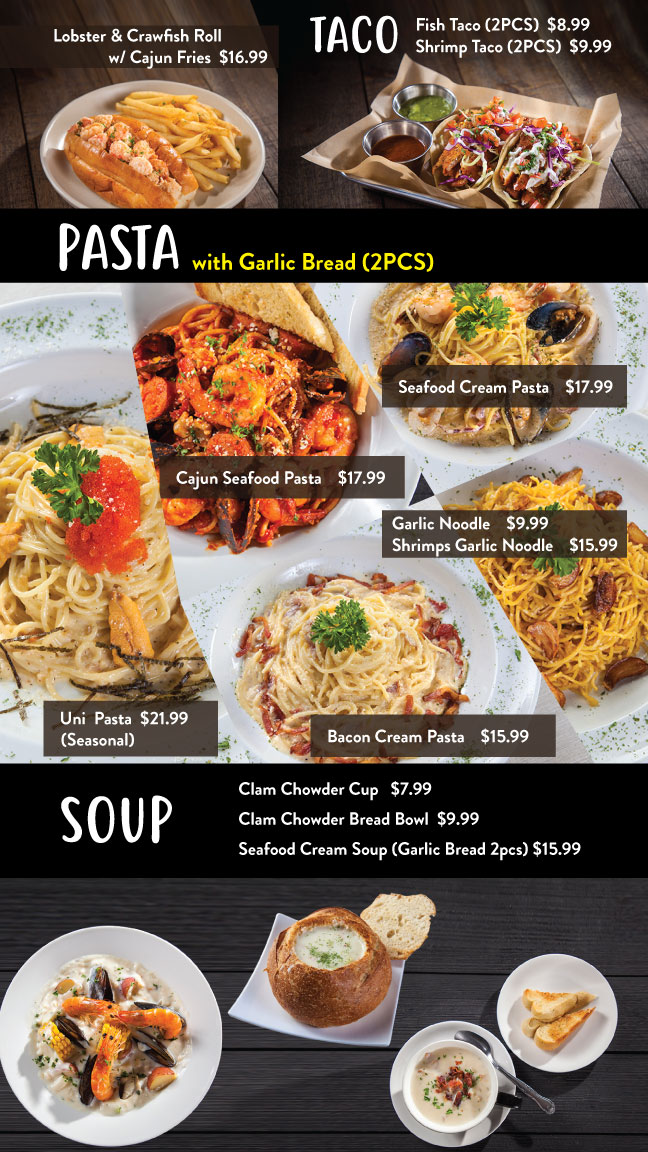 Lobster & Crawfish Roll
w/ Cajun Fries $16.99
TACO
Fish Taco (2PCS) $8.99
Shrimp Taco (2PCS) $9.99
PASTA with Garlic Bread (2PCS)
Seafood Cream Pasta $17.99
Cajun Seafood Pasta $17.99
Garlic Noodle $9.99
Shrimps Garlic Noodle $15.99
Uni Pasta $21.99
(Seasonal)
Bacon Cream Pasta $15.99
SOUP
Clam Chowder Cup $7.99
Clam Chowder Bread Bowl $9.99
Seafood Cream Soup (Garlic Bread 2pcs) $15.99